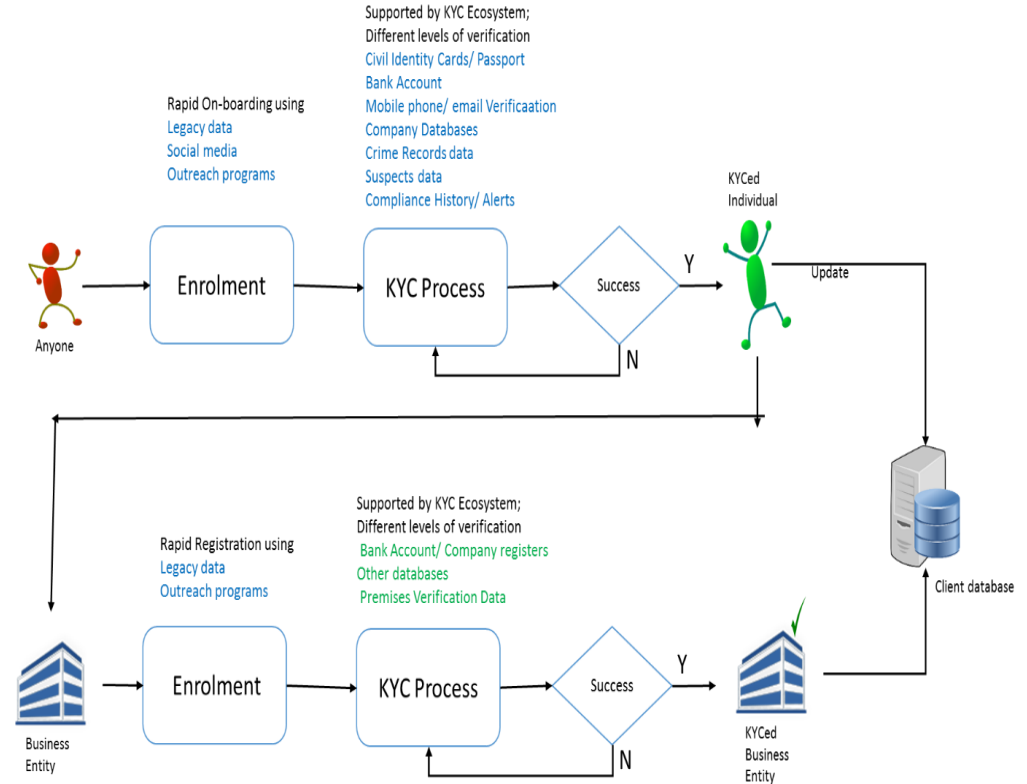 Supported by KYC Ecosystem;
Different levels of verification
Civil Identity Cards/ Passport
Bank Account
Mobile phone/ email Verificaation
Company Databases
Crime Records data
Suspects data
Compliance History/ Alerts
Rapid On-boarding using
Legacy data
Social media
Outreach programs
Anyone
Enrolment
KYC Process
Success
Y
N
KYCed
Individual
Update
Client database
Supported by KYC Ecosystem;
Different levels of verification
Bank Account/ Company registers
Other databases
Premises Verification Data
Rapid Registration using
Legacy data
Outreach programs
Business
Entity
Enrolment
KYC Process
Success
Y
N
KYCed
Business
Entity